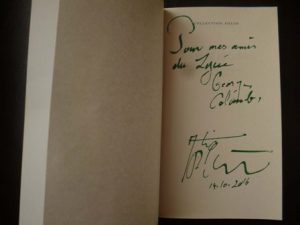 COLLECTION FOLIO
Pour mes amis
du Lycée
Georges
Colomb,
14.10.2016